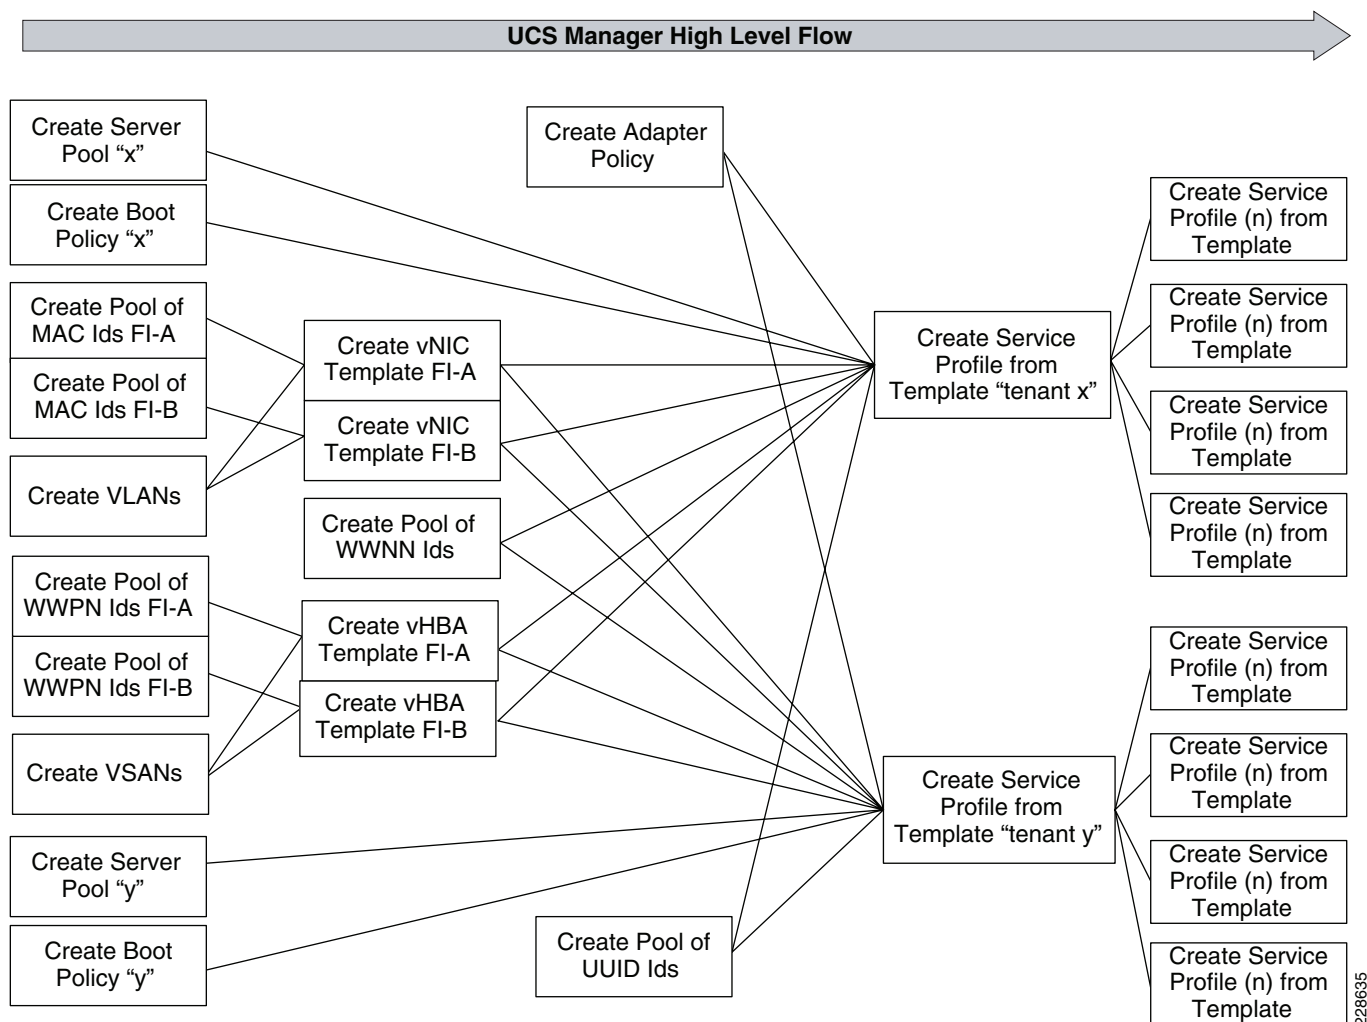 UCS Manager High Level Flow
Create Server
Pool “x”
Create Boot
Policy “x”
Create Pool of
MAC Ids FI-A
Create Pool of
MAC Ids FI-B
Create VLANs
Create Pool of
WWPN Ids FI-A
Create Pool of
WWPN Ids FI-B
Create VSANs
Create Server
Pool “y”
Create Boot
Policy “y”
Create vNIC
Template FI-A
Create vNIC
Template FI-B
Create Pool of
WWNN Ids
Create vHBA
Template FI-A
Create vHBA
Template FI-B
Create Adapter
Policy
Create Pool of
UUID Ids
Create Service
Profile from
Template “tenant x”
Create Service
Profile from
Template “tenant y”
Create Service
Profile (n) from
Template
Create Service
Profile (n) from
Template
Create Service
Profile (n) from
Template
Create Service
Profile (n) from
Template
Create Service
Profile (n) from
Template
Create Service
Profile (n) from
Template
Create Service
Profile (n) from
Template
Create Service
Profile (n) from
Template
228635